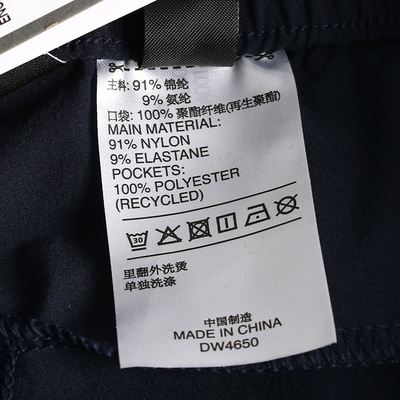 主料: 91% 锦纶
9% 氨纶
口袋: 100% 聚酯纤维(再生聚酯)
MAIN MATERIAL:
91% NYLON
9% ELASTANE
POCKETS:
100% POLYESTER
(RECYCLED)
30
里翻外洗烫
单独洗涤
中国制造
MADE IN CHINA
DW4650